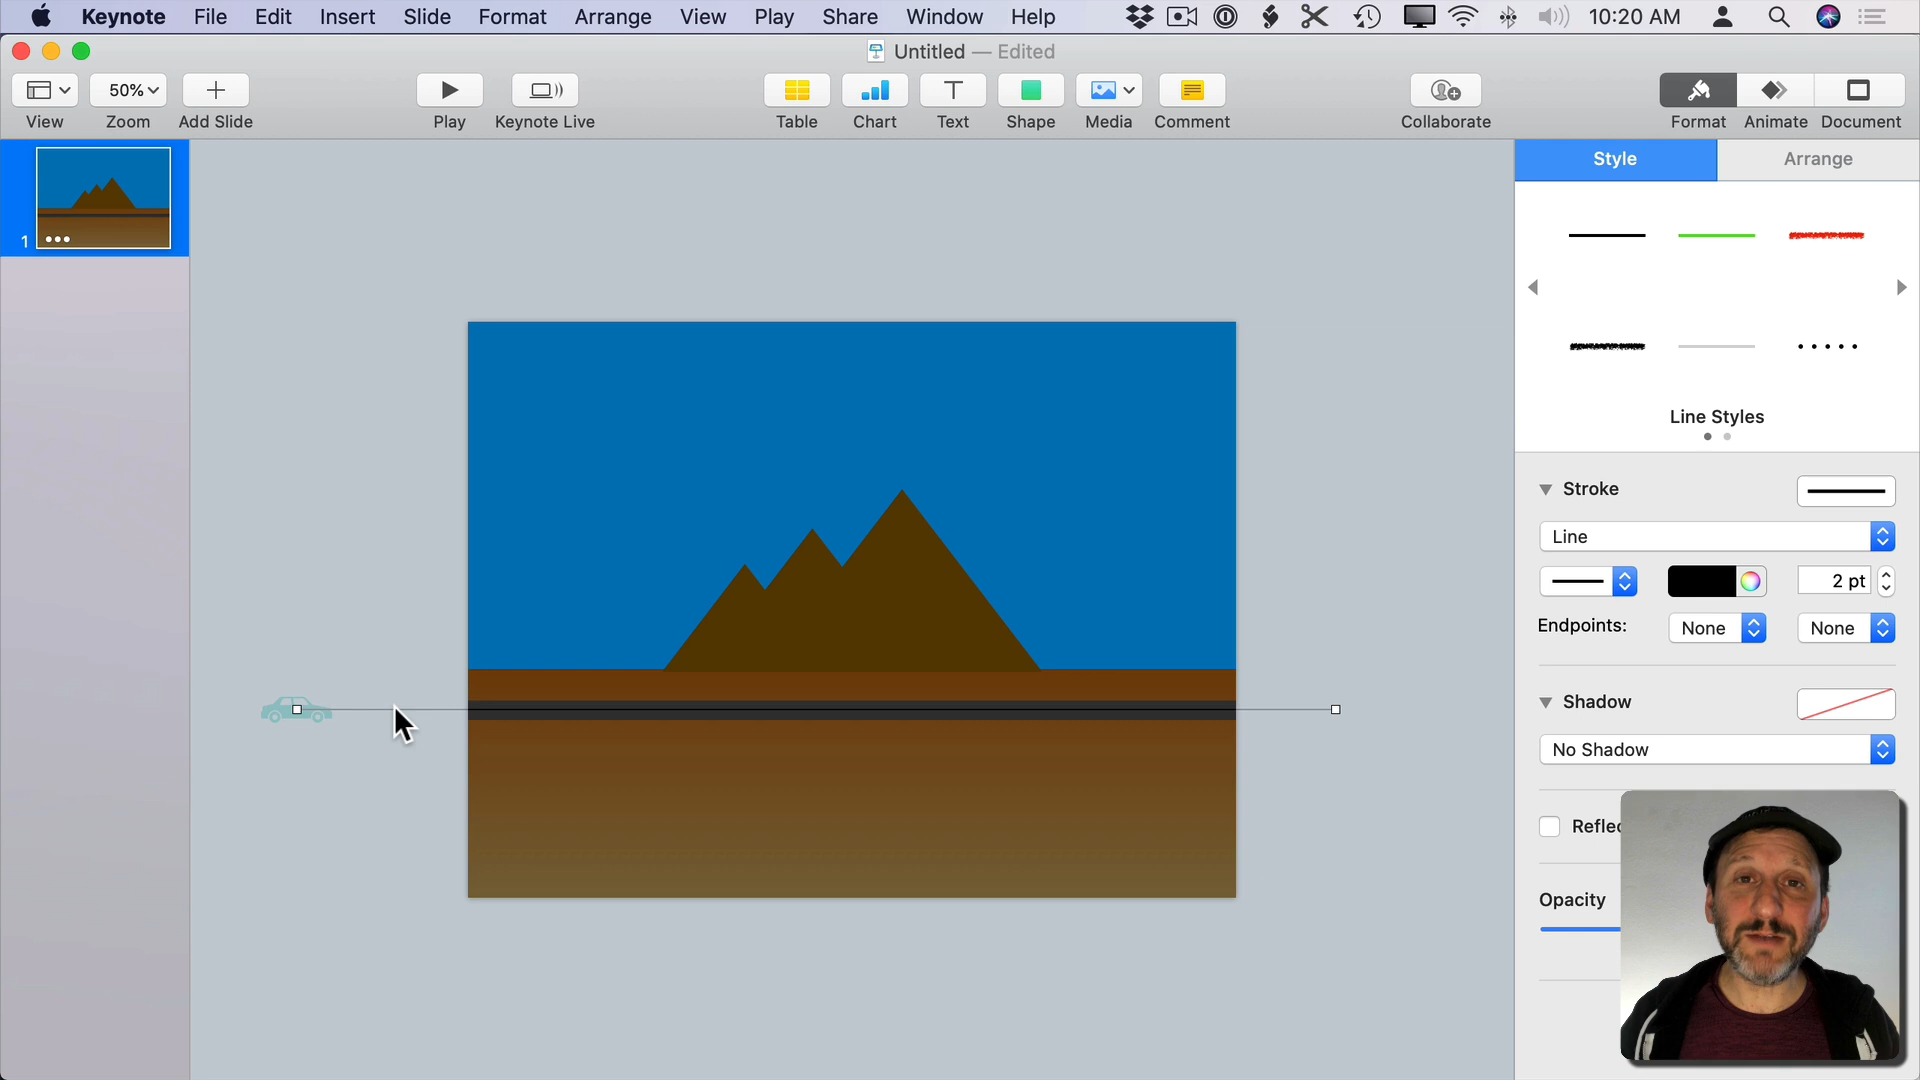 Keynote File Edit Insert Slide Format Arrange View Play Share Window Help 10:20 AM
Untitled — Edited
50%
View Zoom Add Slide Play Keynote Live Table Chart Text Shape Media Comment Collaborate Format Animate Document
Style Arrange
1
Line Styles
Stroke
Line
2 pt
Endpoints: None None
Shadow
No Shadow
Reflec
Opacity